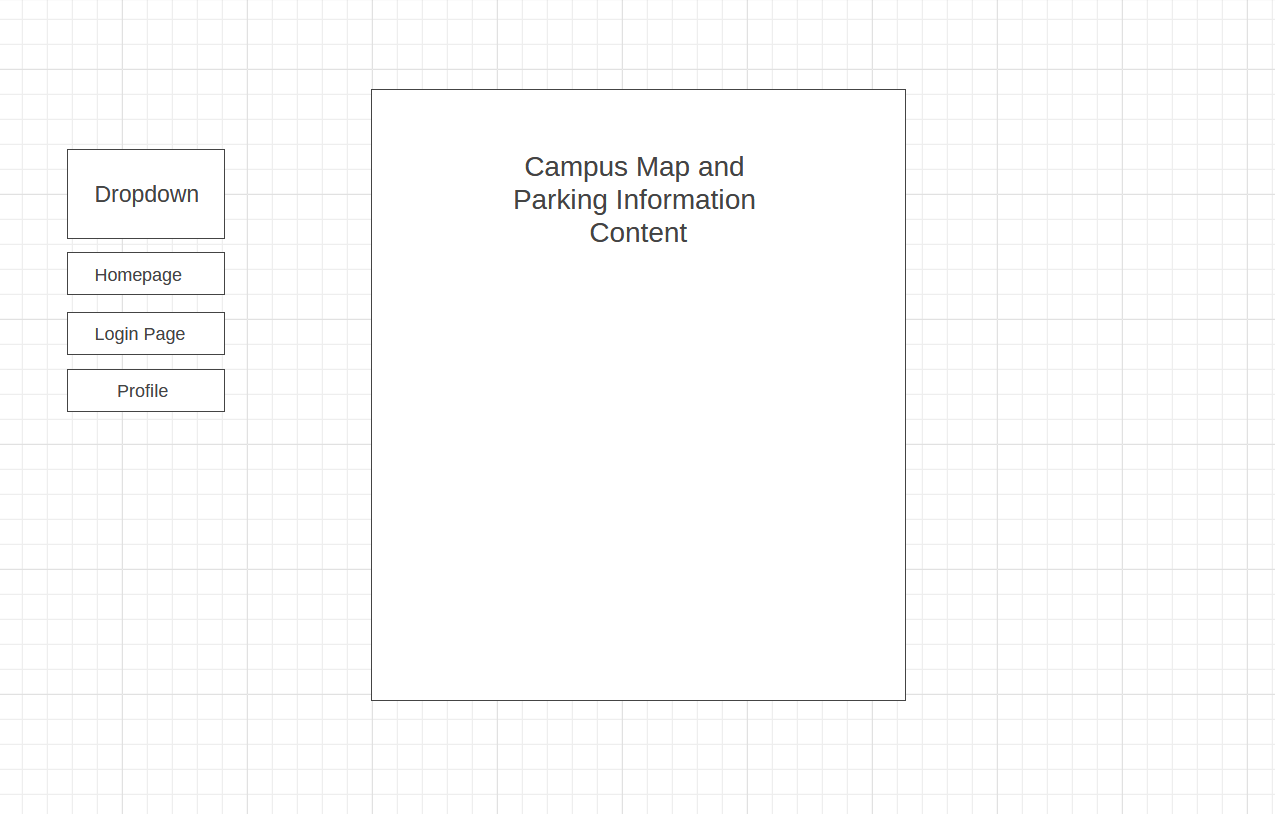 Dropdown
Homepage
Login Page
Profile
Campus Map and
Parking Information
Content